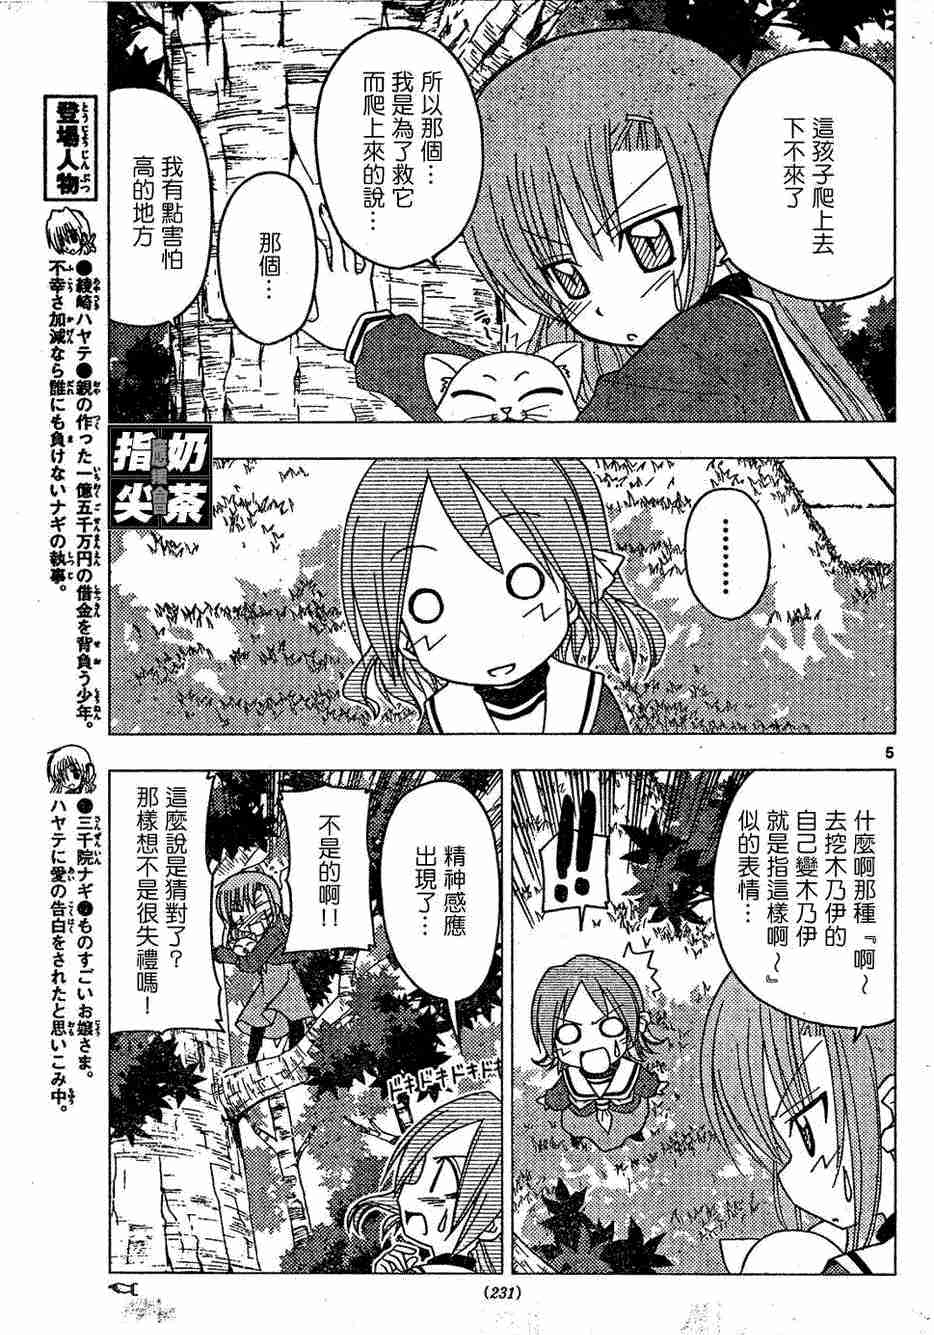 這孩子爬上去
下不來了
所以那個…
我是為了救它
而爬上來的說…
那個…
我有點害怕
高的地方
………
什麼啊那種『啊~
去挖木乃伊的
自己變木乃伊
就是指這樣啊
~』
似的表情…
!!
精神感應
出現了…
不是的啊!!
這麼說是猜對了?
那樣想不是很失禮嗎!
ドキドキドキドキ
登場人物
とうじょうじんぶつ
●綾崎ハヤテ●親の作った一億五千万円の借金を背負う少年。
不幸さ加減なら誰にも負けないナギの執事。
三千院ナギ●ものすごいお嬢さま。
ハヤテに愛の告白をされたと思いこみ中。
奶茶
指尖
5
(231)